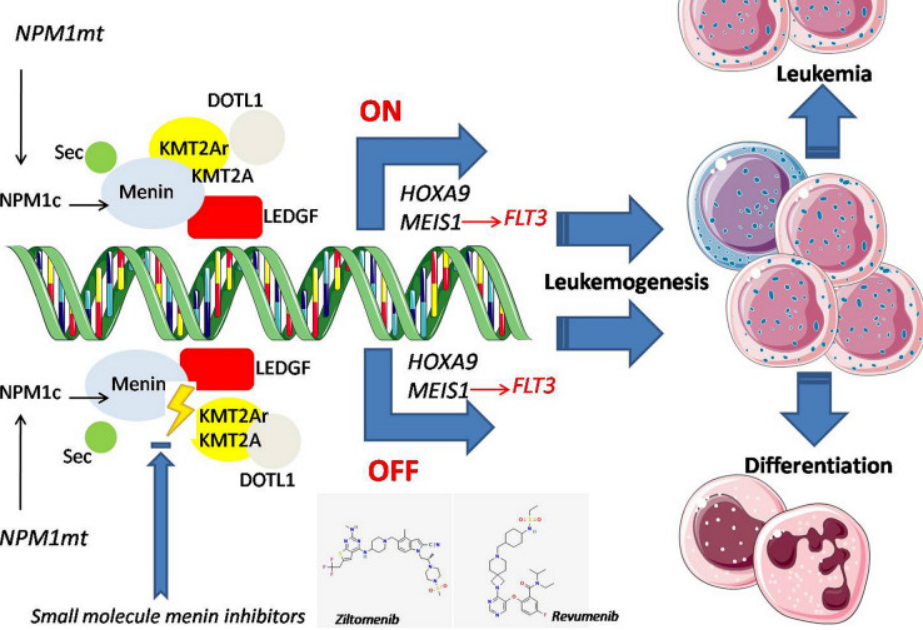 NPM1mt
Leukemia
DOTL1
ON
KMT2Ar
Sec
KMT2A
Menin
HOXA9
NPM1c
LEDGF
MEIS1 → FLT3
Leukemogenesis
HOXA9
LEDGF
Menin
MEIS1 → FLT3
NPM1c
KMT2Ar
KMT2A
Sec
DOTL1
OFF
Differentiation
NPM1mt
Small molecule menin inhibitors
Ziltomenib
Revumenib